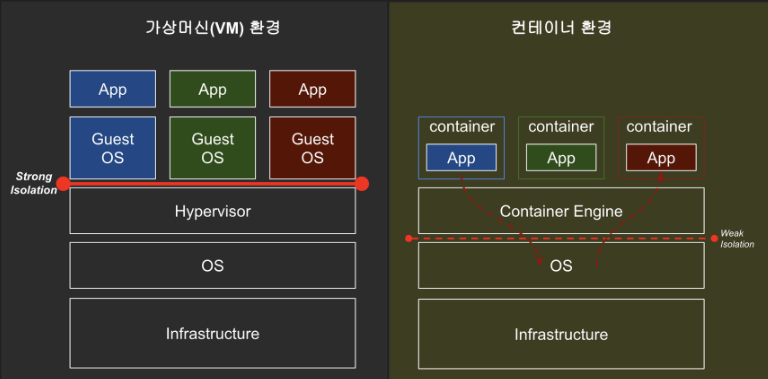 가상머신(VM) 환경
App
App
App
Guest
OS
Guest
OS
Guest
OS
Strong
Isolation
Hypervisor
OS
Infrastructure
컨테이너 환경
container
App
container
App
container
App
Container Engine
Weak
Isolation
OS
Infrastructure